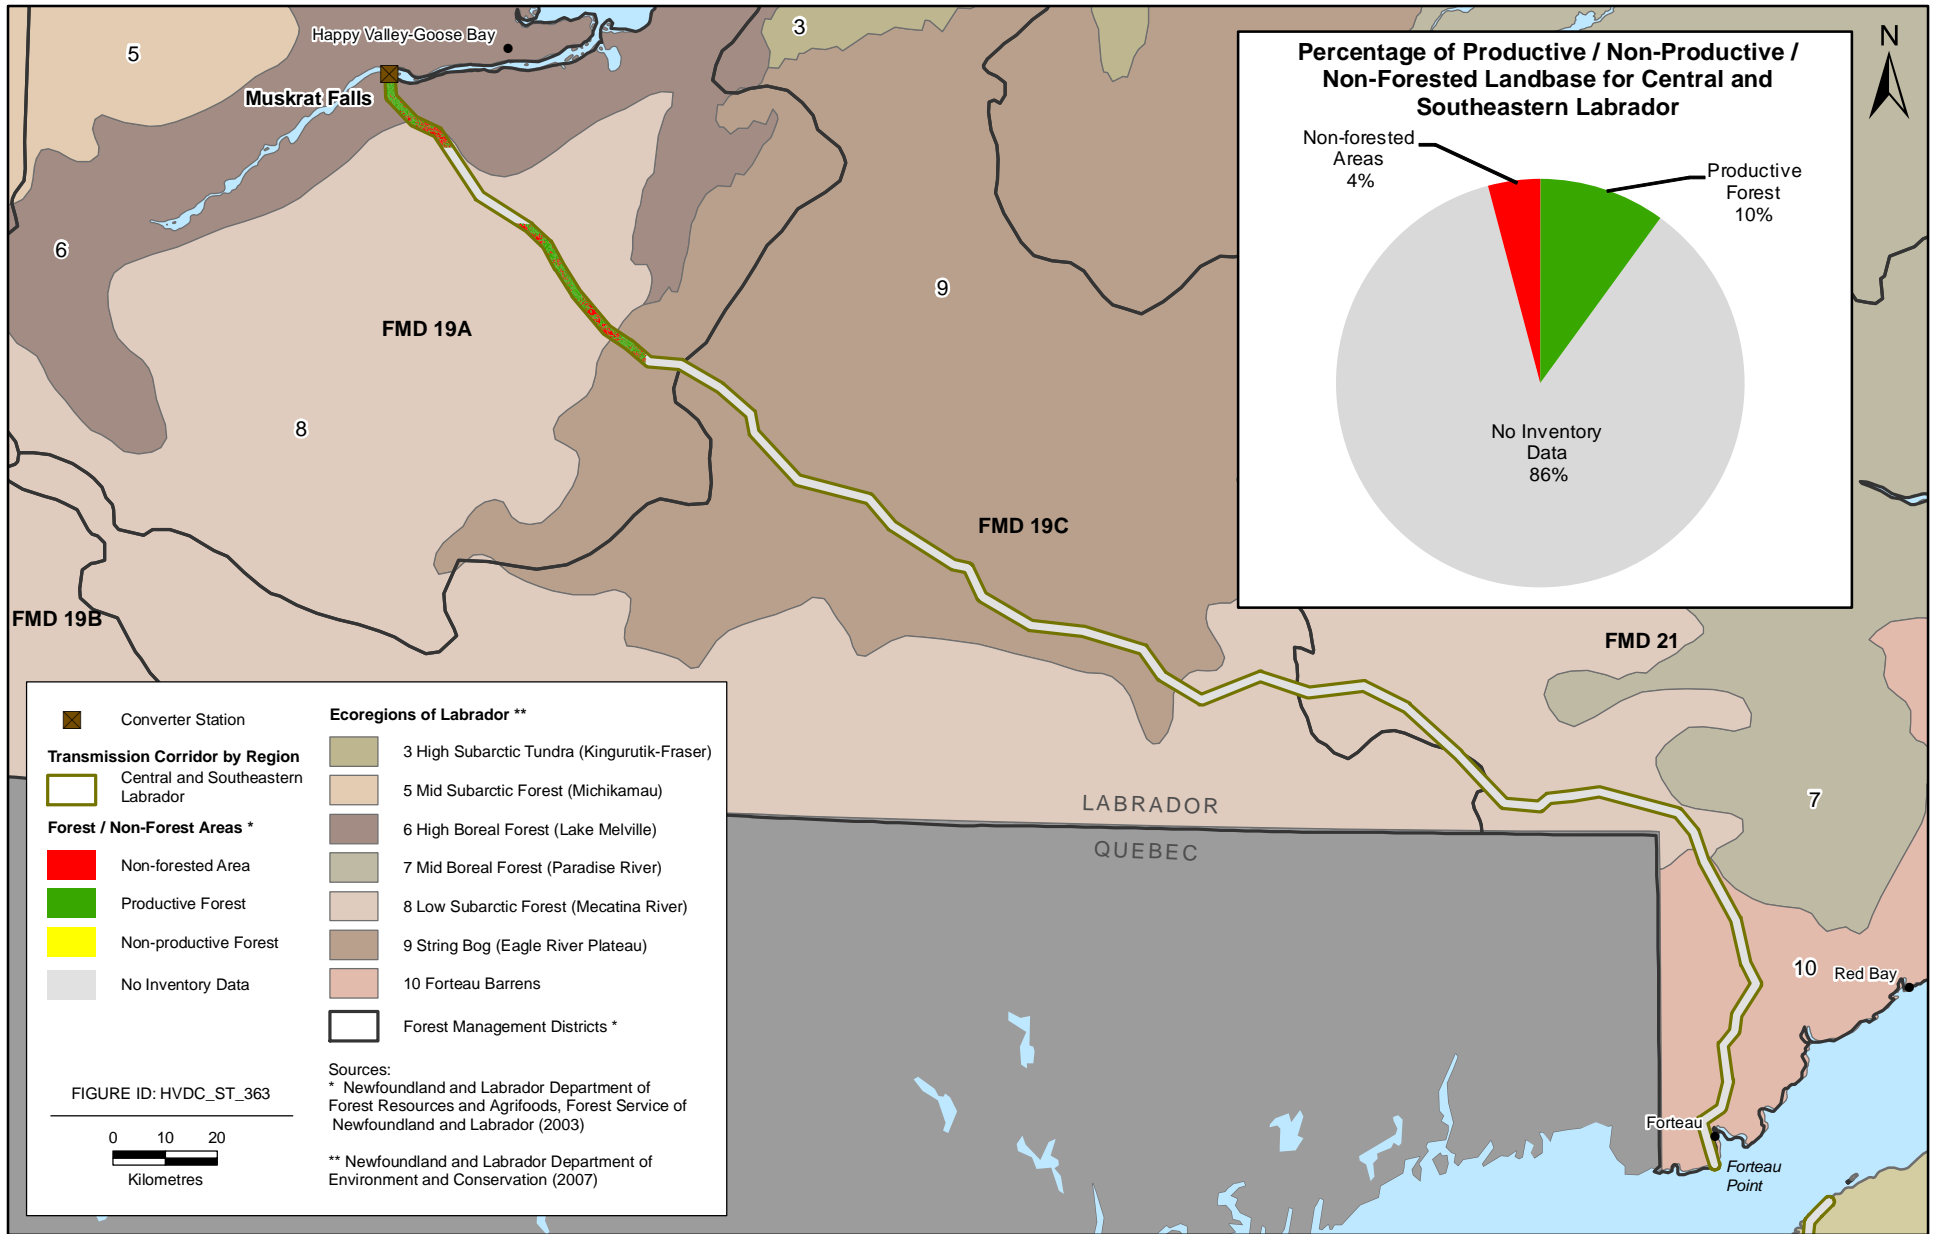 3
5
Happy Valley-Goose Bay
Muskrat Falls
6
9
FMD 19A
8
FMD 19C
FMD 19B
FMD 21
7
LABRADOR
QUEBEC
10
Red Bay
Forteau
Forteau
Point
N
Percentage of Productive / Non-Productive /
Non-Forested Landbase for Central and
Southeastern Labrador
Non-forested
Areas
4%
Productive
Forest
10%
No Inventory
Data
86%
Converter Station
Transmission Corridor by Region
Central and Southeastern
Labrador
Forest / Non-Forest Areas *
Non-forested Area
Productive Forest
Non-productive Forest
No Inventory Data
FIGURE ID: HVDC_ST_363
0 10 20
Kilometres
Ecoregions of Labrador **
3 High Subarctic Tundra (Kingurutik-Fraser)
5 Mid Subarctic Forest (Michikamau)
6 High Boreal Forest (Lake Melville)
7 Mid Boreal Forest (Paradise River)
8 Low Subarctic Forest (Mecatina River)
9 String Bog (Eagle River Plateau)
10 Forteau Barrens
Forest Management Districts *
Sources:
* Newfoundland and Labrador Department of
Forest Resources and Agrifoods, Forest Service of
Newfoundland and Labrador (2003)
** Newfoundland and Labrador Department of
Environment and Conservation (2007)